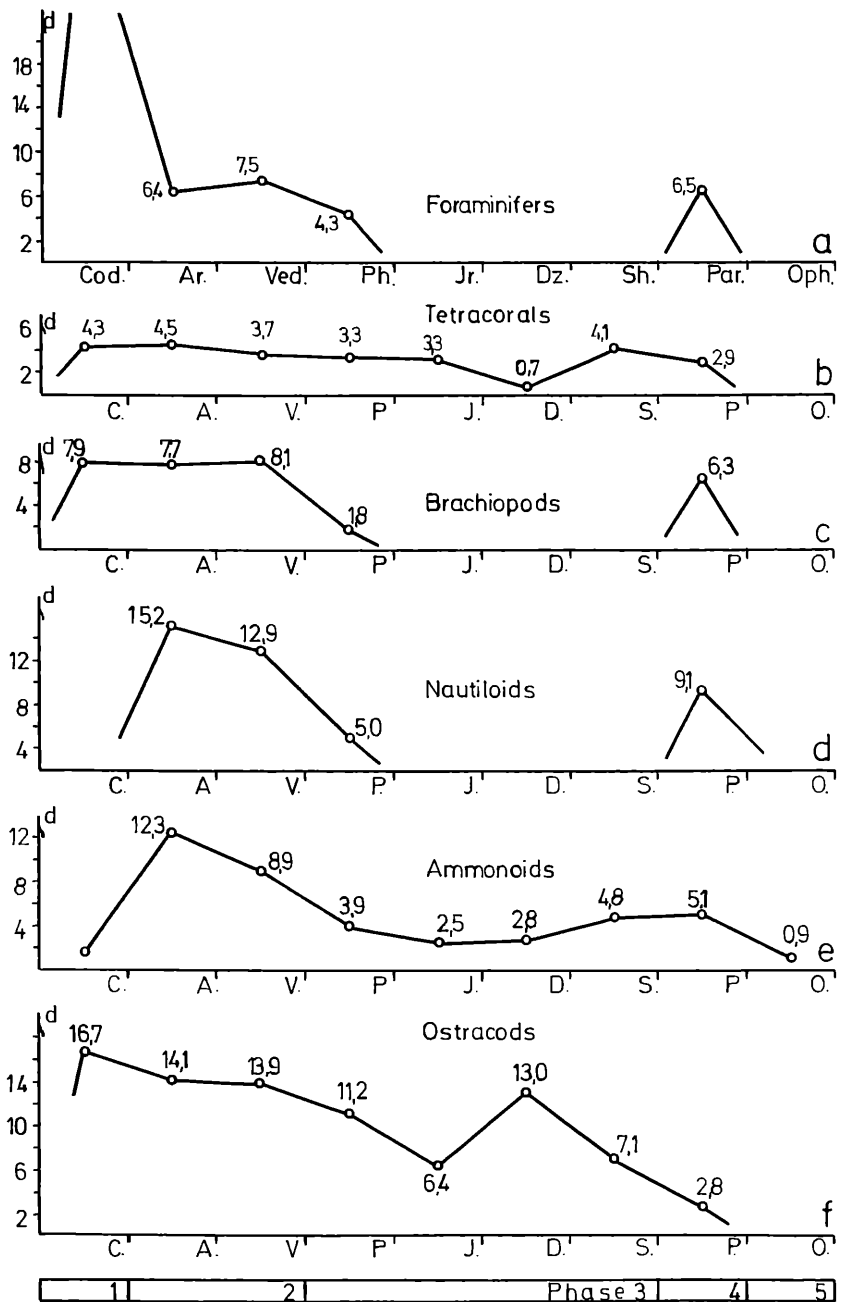 d
18
14
10
6
2
6,4
7,5
4,3
6,5
Foraminifers
a
Cod. Ar. Ved. Ph. Jr. Dz. Sh. Par. Oph.
Tetracorals
d
6
2
4,3 4,5 3,7 3,3 3,3 0,7 4,1 2,9
b
C. A. V. P J. D. S. P O.
d
8
4
7,9 7,7 8,1 1,8 6,3
Brachiopods
c
C. A. V. P J. D. S. P O.
d
12
8
4
15,2 12,9 5,0 9,1
Nautiloids
d
C. A V. P. J. D. S. P. O.
d
12
8
4
12,3 8,9 3,9 2,5 2,8 4,8 5,1 0,9
Ammonoids
e
C. A. V. P J. D. S. P O.
d
Ostracods
14
10
6
2
16,7 14,1 13,9 11,2 6,4 13,0 7,1 2,8
f
C. A. V P J. D. S. P. O.
1 2 Phase 3 4 5